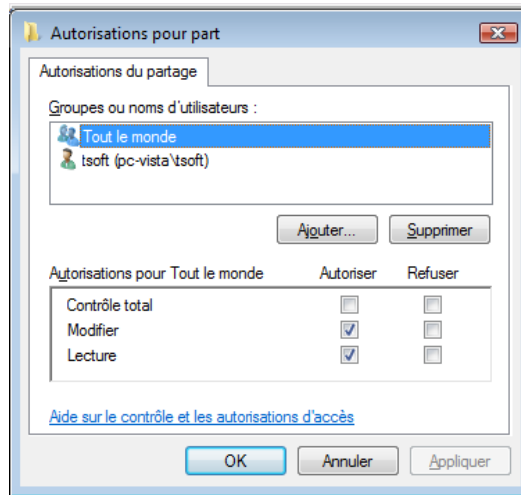 Autorisations pour part
Autorisations du partage
Groupes ou noms d'utilisateurs :
Tout le monde
tsoft (pc-vista\tsoft)
Ajouter... Supprimer
Autorisations pour Tout le monde Autoriser Refuser
Contrôle total
Modifier
Lecture
Aide sur le contrôle et les autorisations d'accès
OK Annuler Appliquer